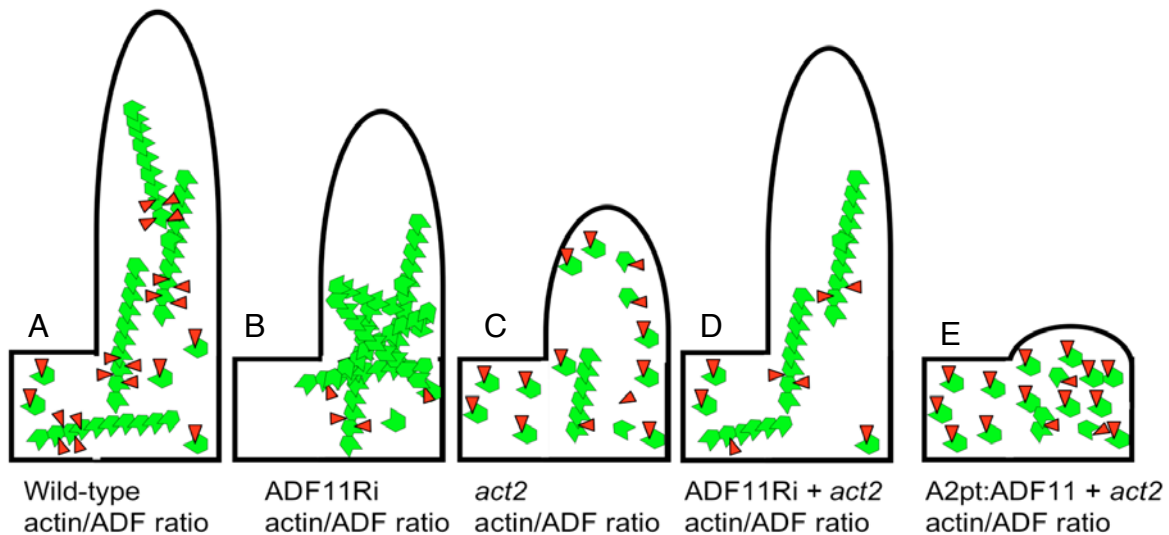 A
B
C
D
E
Wild-type
actin/ADF ratio
ADF11Ri
actin/ADF ratio
act2
actin/ADF ratio
ADF11Ri + act2
actin/ADF ratio
A2pt:ADF11 + act2
actin/ADF ratio